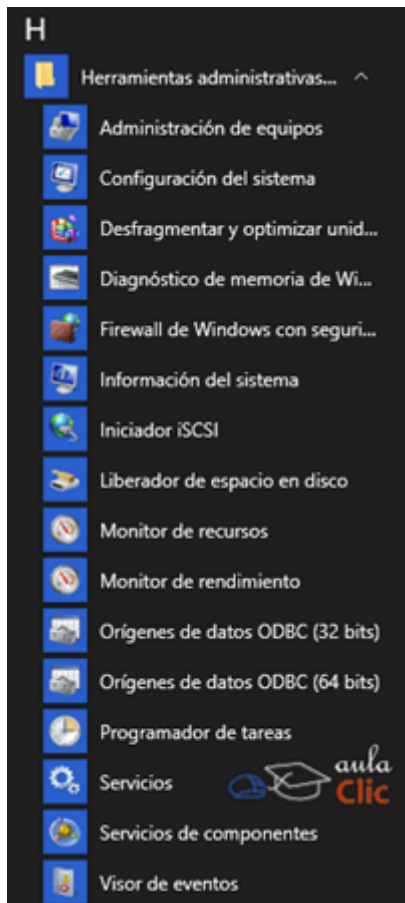 H
Herramientas administrativas...
Administración de equipos
Configuración del sistema
Desfragmentar y optimizar unid...
Diagnóstico de memoria de Wi...
Firewall de Windows con seguri...
Información del sistema
Iniciador iSCSI
Liberador de espacio en disco
Monitor de recursos
Monitor de rendimiento
Orígenes de datos ODBC (32 bits)
Orígenes de datos ODBC (64 bits)
Programador de tareas
Servicios
aula
Clic
Servicios de componentes
Visor de eventos